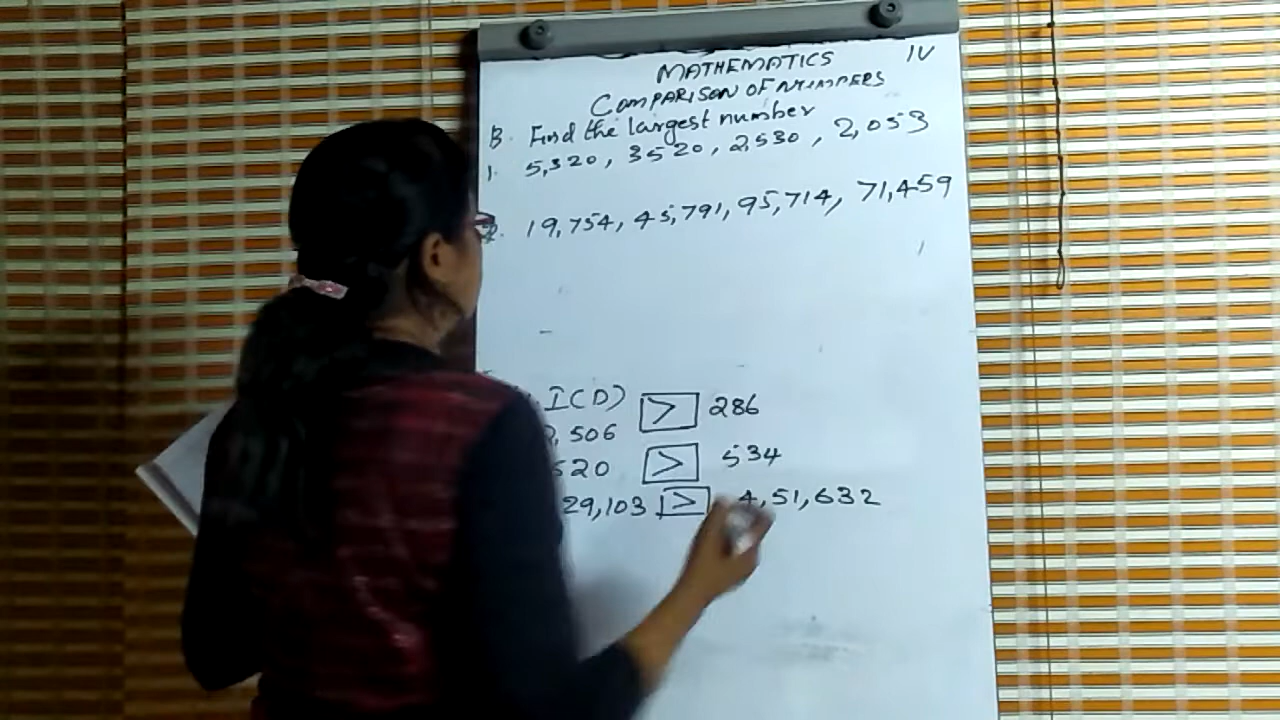 MATHEMATICS IV
COMPARISON OF NUMBERS
B. Find the largest number
1. 5,320, 3520, 2,530, 2,053
2. 19,754, 45,791, 95,714, 71,459
I(D)
> 286
,506
520 > 534
29,103 > 4,51,632